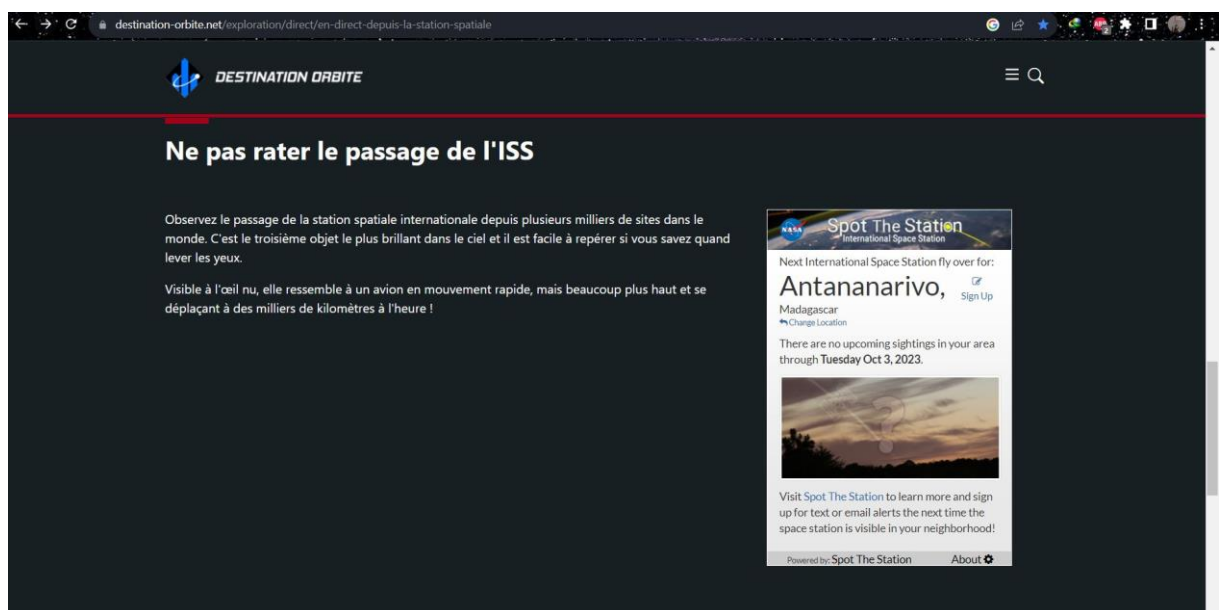 destination-orbite.net/exploration/direct/en-direct-depuis-la-station-spatiale
DESTINATION ORBITE
Ne pas rater le passage de l'ISS
Observez le passage de la station spatiale internationale depuis plusieurs milliers de sites dans le
monde. C'est le troisième objet le plus brillant dans le ciel et il est facile à repérer si vous savez quand
lever les yeux.
Visible à l'œil nu, elle ressemble à un avion en mouvement rapide, mais beaucoup plus haut et se
déplaçant à des milliers de kilomètres à l'heure !
NASA
Spot The Station
International Space Station
Next International Space Station fly over for:
Antananarivo,
Sign Up
Madagascar
Change Location
There are no upcoming sightings in your area
through Tuesday Oct 3, 2023.
?
Visit Spot The Station to learn more and sign
up for text or email alerts the next time the
space station is visible in your neighborhood!
Powered by: Spot The Station
About